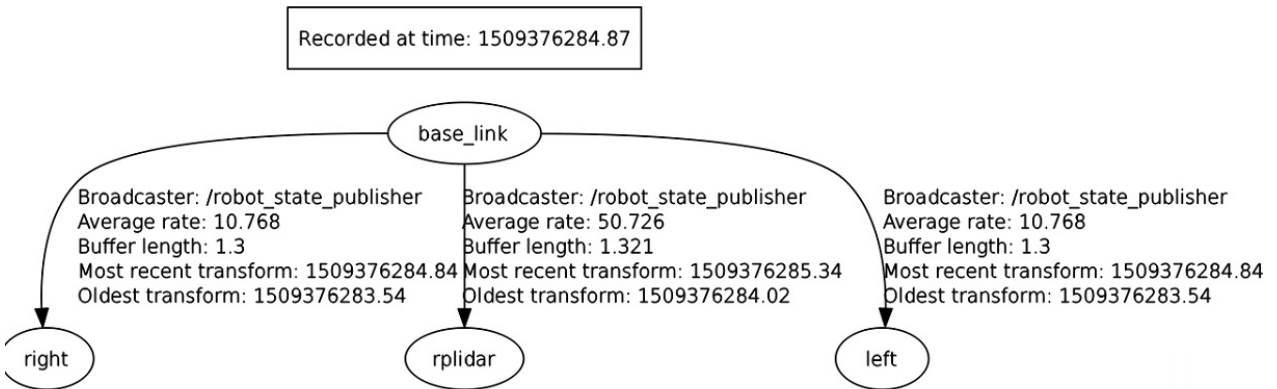 Recorded at time: 1509376284.87
base_link
Broadcaster: /robot_state_publisher
Average rate: 10.768
Buffer length: 1.3
Most recent transform: 1509376284.84
Oldest transform: 1509376283.54
Broadcaster: /robot_state_publisher
Average rate: 50.726
Buffer length: 1.321
Most recent transform: 1509376285.34
Oldest transform: 1509376284.02
Broadcaster: /robot_state_publisher
Average rate: 10.768
Buffer length: 1.3
Most recent transform: 1509376284.84
Oldest transform: 1509376283.54
right
rplidar
left